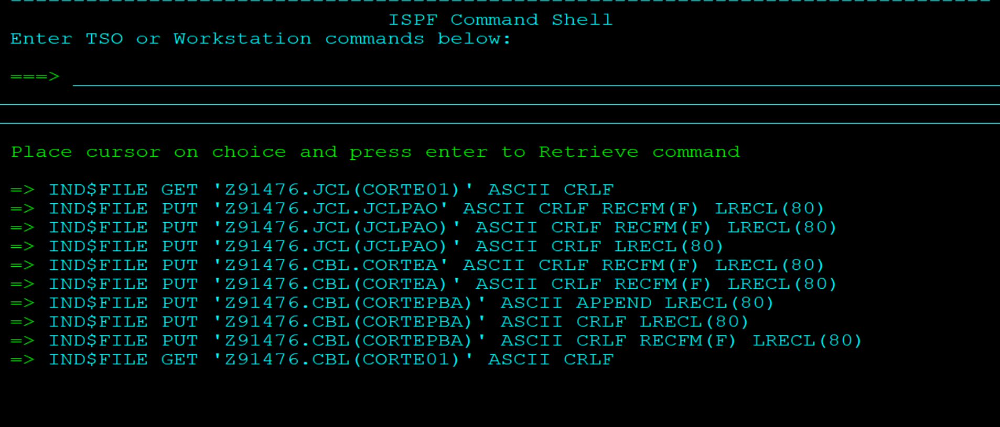 ISPF Command Shell
Enter TSO or Workstation commands below:
===>
Place cursor on choice and press enter to Retrieve command
=> IND$FILE GET 'Z91476.JCL(CORTE01)' ASCII CRLF
=> IND$FILE PUT 'Z91476.JCL.JCLPAO' ASCII CRLF RECFM(F) LRECL(80)
=> IND$FILE PUT 'Z91476.JCL(JCLPAO)' ASCII CRLF RECFM(F) LRECL(80)
=> IND$FILE PUT 'Z91476.JCL(JCLPAO)' ASCII CRLF LRECL(80)
=> IND$FILE PUT 'Z91476.CBL.CORTEA' ASCII CRLF RECFM(F) LRECL(80)
=> IND$FILE PUT 'Z91476.CBL(CORTEA)' ASCII CRLF RECFM(F) LRECL(80)
=> IND$FILE PUT 'Z91476.CBL(CORTEPBA)' ASCII APPEND LRECL(80)
=> IND$FILE PUT 'Z91476.CBL(CORTEPBA)' ASCII CRLF LRECL(80)
=> IND$FILE PUT 'Z91476.CBL(CORTEPBA)' ASCII CRLF RECFM(F) LRECL(80)
=> IND$FILE GET 'Z91476.CBL(CORTE01)' ASCII CRLF